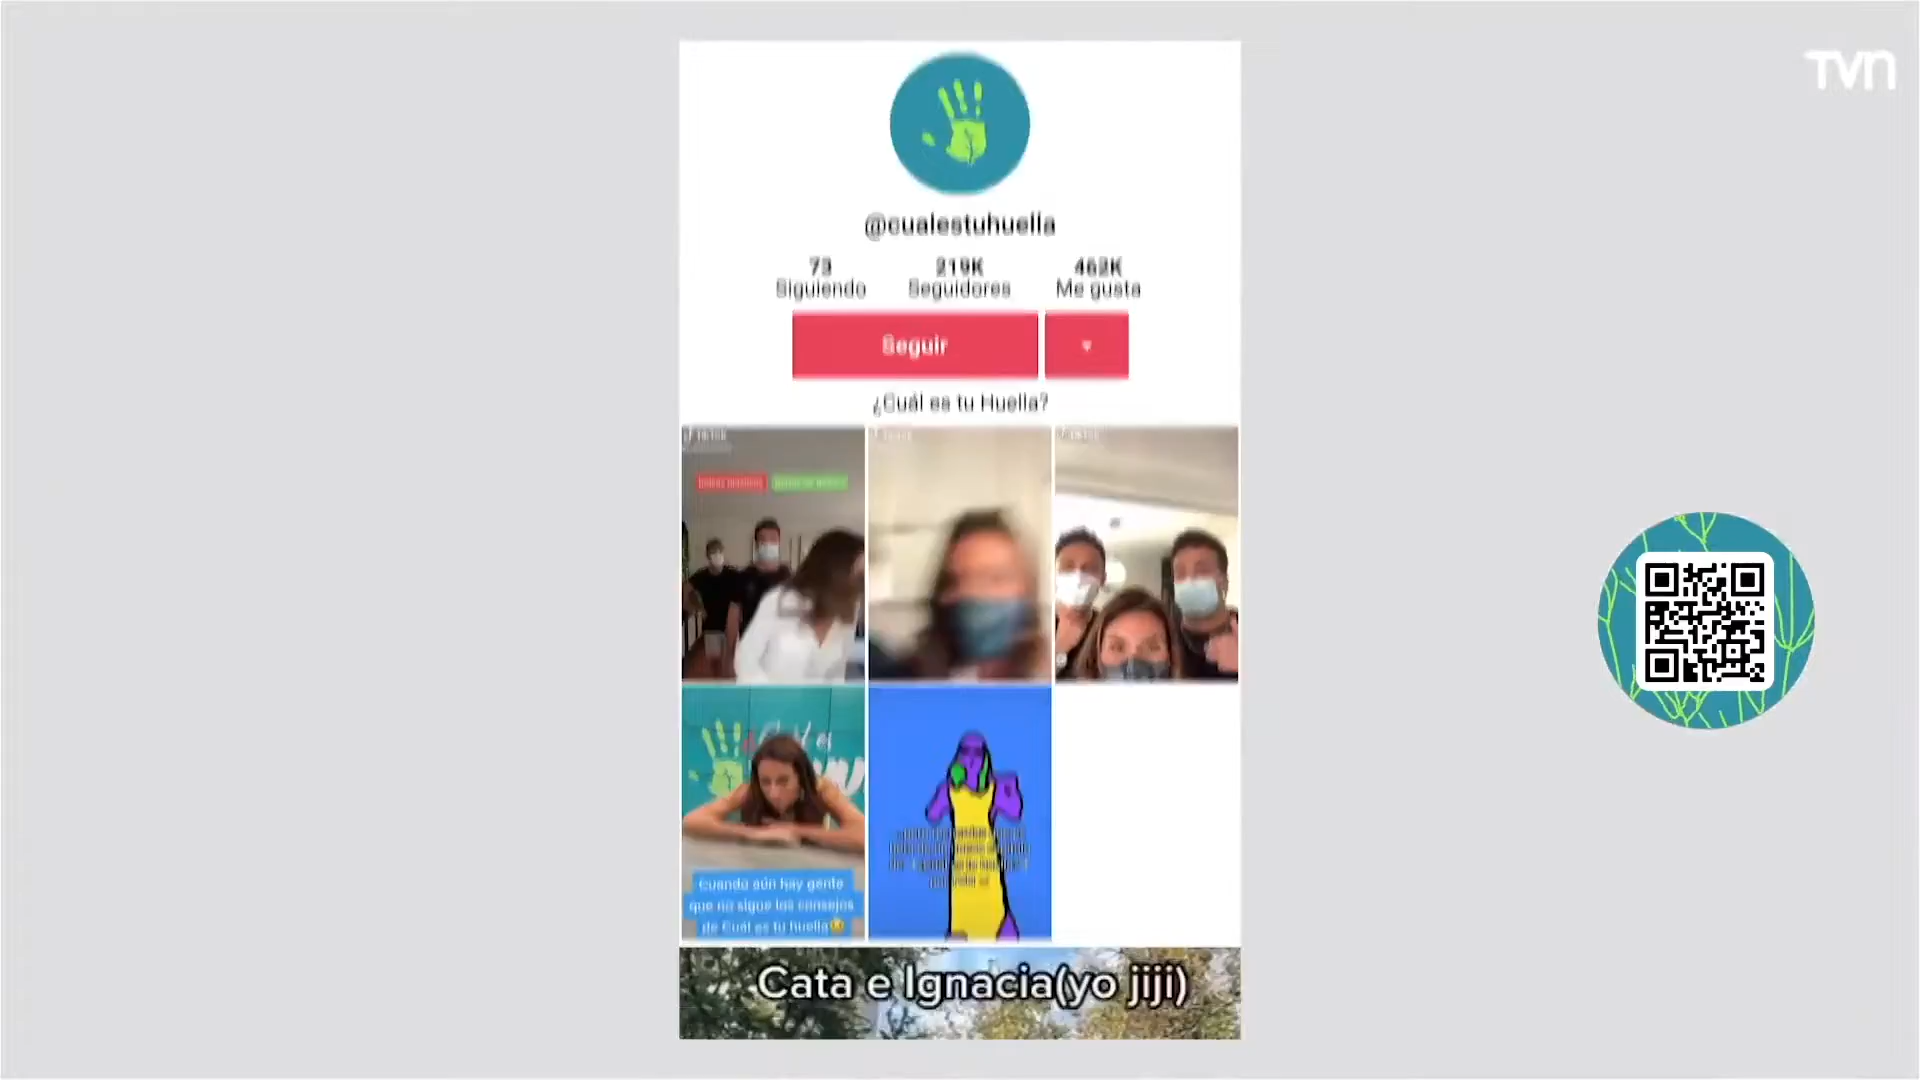 TVN
@cualestuhuella
73 219K 462K
Siguiendo Seguidores Me gusta
Seguir
¿Cuál es tu Huella?
Cuando aún hay gente
que no sigue los consejos
de Cuál es tu huella
Cata e Ignacia(yo jiji)